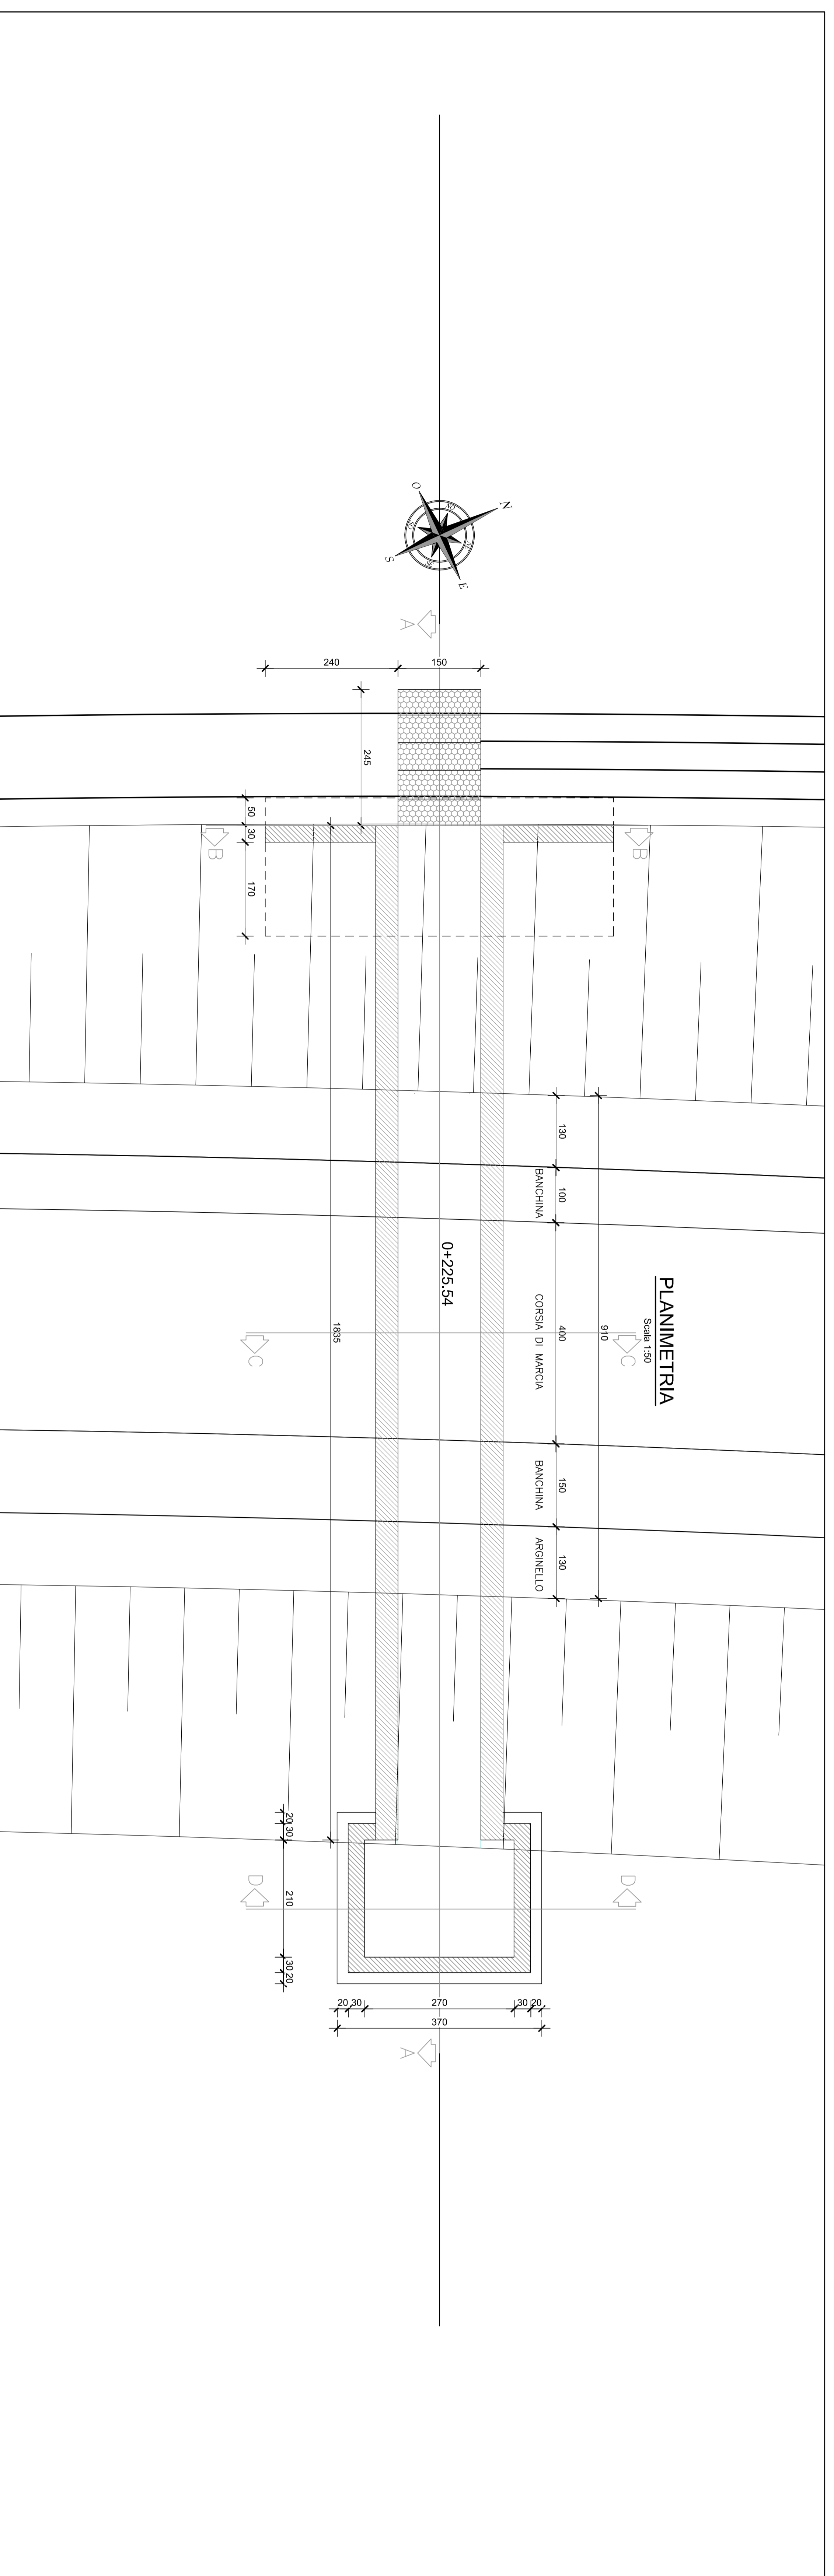 PLANIMETRIA
Scala 1:50
O
N
S
E
A
240
150
245
50
30
170
B
B
130
100
400
150
130
910
BANCHINA
CORSIA DI MARCIA
BANCHINA
ARGINELLO
0+225.54
1835
C
C
20
30
210
30
20
D
D
20
30
270
30
20
370
A